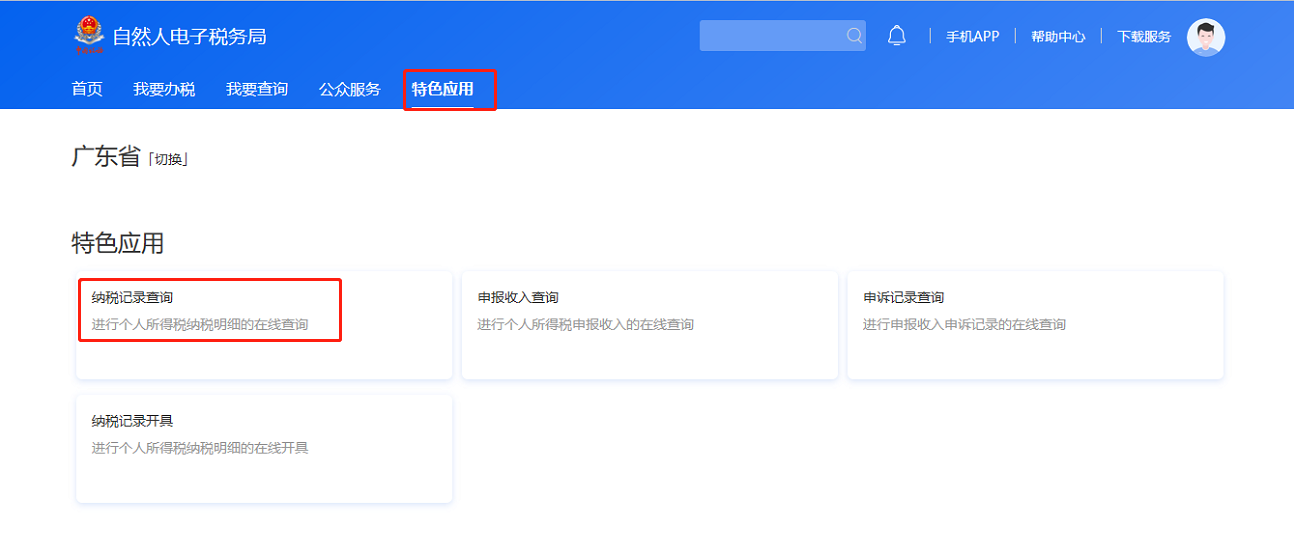 自然人电子税务局
手机APP
帮助中心
下载服务
首页
我要办税
我要查询
公众服务
特色应用
广东省「切换」
特色应用
纳税记录查询
进行个人所得税纳税明细的在线查询
申报收入查询
进行个人所得税申报收入的在线查询
申诉记录查询
进行申报收入申诉记录的在线查询
纳税记录开具
进行个人所得税纳税明细的在线开具